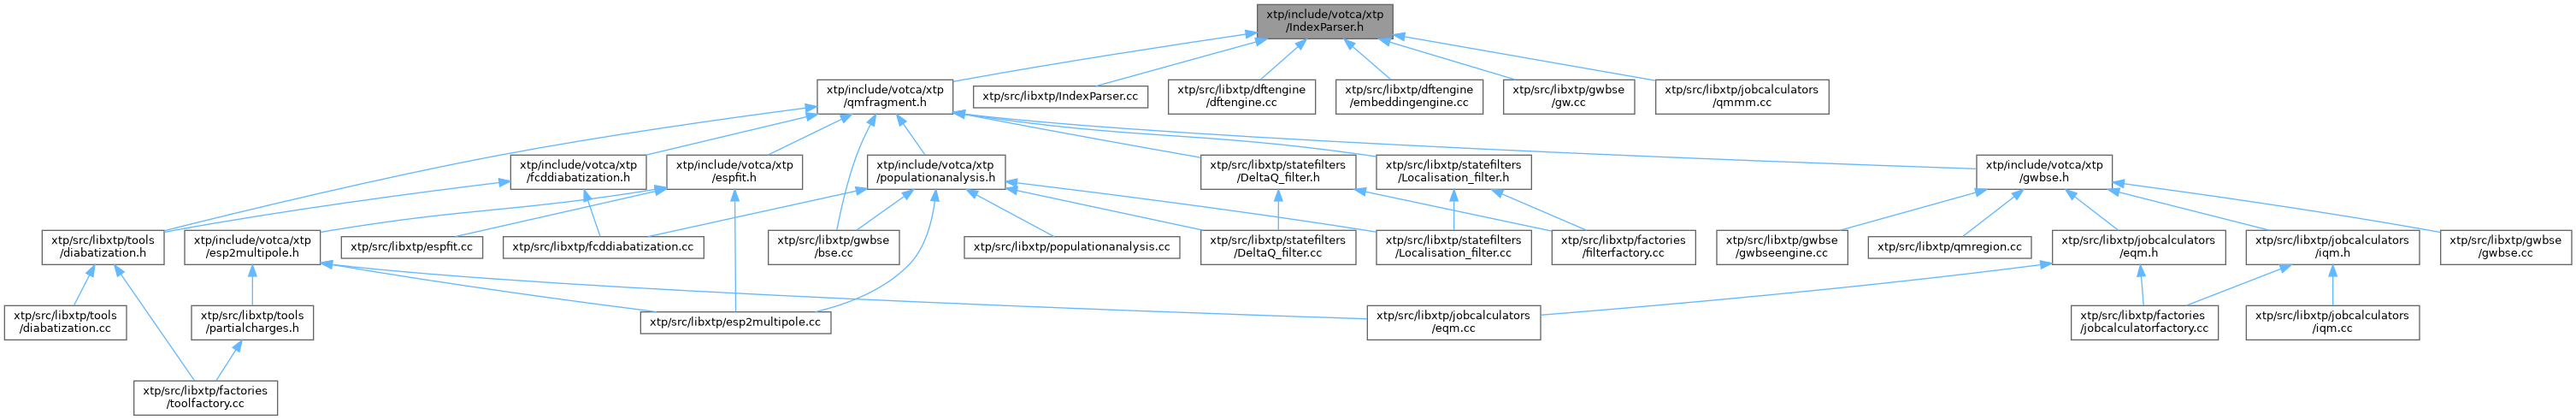 xtp/include/votca/xtp
/IndexParser.h
xtp/include/votca/xtp
/qmfragment.h
xtp/src/libxtp/IndexParser.cc
xtp/src/libxtp/dftengine
/dftengine.cc
xtp/src/libxtp/dftengine
/embeddingengine.cc
xtp/src/libxtp/gwbse
/gw.cc
xtp/src/libxtp/jobcalculators
/qmmm.cc
xtp/include/votca/xtp
/fcddiabatization.h
xtp/include/votca/xtp
/espfit.h
xtp/include/votca/xtp
/populationanalysis.h
xtp/src/libxtp/statefilters
/DeltaQ_filter.h
xtp/src/libxtp/statefilters
/Localisation_filter.h
xtp/include/votca/xtp
/gwbse.h
xtp/src/libxtp/tools
/diabatization.h
xtp/include/votca/xtp
/esp2multipole.h
xtp/src/libxtp/espfit.cc
xtp/src/libxtp/fcddiabatization.cc
xtp/src/libxtp/gwbse
/bse.cc
xtp/src/libxtp/populationanalysis.cc
xtp/src/libxtp/statefilters
/DeltaQ_filter.cc
xtp/src/libxtp/statefilters
/Localisation_filter.cc
xtp/src/libxtp/factories
/filterfactory.cc
xtp/src/libxtp/gwbse
/gwbseengine.cc
xtp/src/libxtp/qmregion.cc
xtp/src/libxtp/jobcalculators
/eqm.h
xtp/src/libxtp/jobcalculators
/iqm.h
xtp/src/libxtp/gwbse
/gwbse.cc
xtp/src/libxtp/tools
/diabatization.cc
xtp/src/libxtp/tools
/partialcharges.h
xtp/src/libxtp/esp2multipole.cc
xtp/src/libxtp/jobcalculators
/eqm.cc
xtp/src/libxtp/factories
/jobcalculatorfactory.cc
xtp/src/libxtp/jobcalculators
/iqm.cc
xtp/src/libxtp/factories
/toolfactory.cc